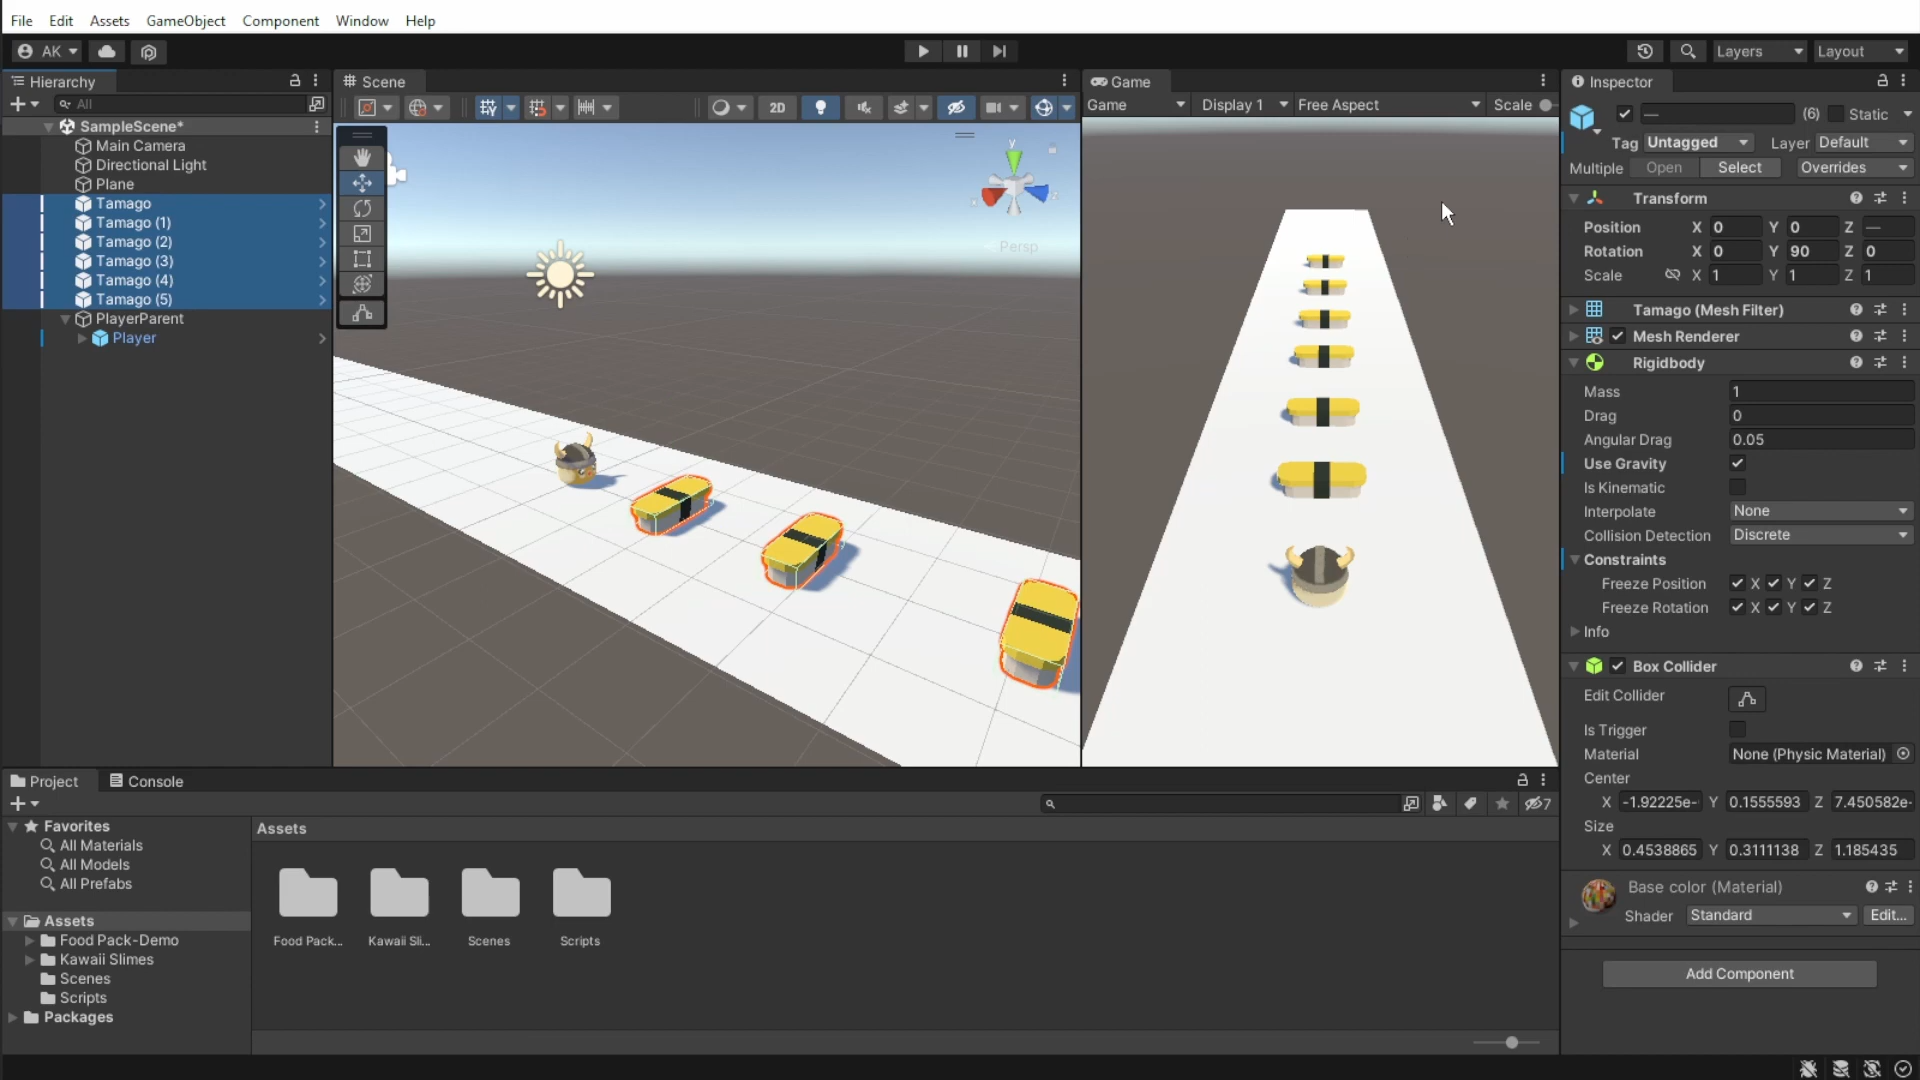 File Edit Assets GameObject Component Window Help
AK Layers Layout
Hierarchy
All
SampleScene*
Main Camera
Directional Light
Plane
Tamago
Tamago (1)
Tamago (2)
Tamago (3)
Tamago (4)
Tamago (5)
PlayerParent
Player
Scene
2D
y
x
z
Persp
Game
Game Display 1 Free Aspect Scale
Inspector
— (6) Static
Tag Untagged Layer Default
Multiple Open Select Overrides
Transform
Position X 0 Y 0 Z —
Rotation X 0 Y 90 Z 0
Scale X 1 Y 1 Z 1
Tamago (Mesh Filter)
Mesh Renderer
Rigidbody
Mass 1
Drag 0
Angular Drag 0.05
Use Gravity
Is Kinematic
Interpolate None
Collision Detection Discrete
Constraints
Freeze Position X Y Z
Freeze Rotation X Y Z
Info
Box Collider
Edit Collider
Is Trigger
Material None (Physic Material)
Center
X -1.92225e- Y 0.1555593 Z 7.450582e-
Size
X 0.4538865 Y 0.3111138 Z 1.185435
Base color (Material)
Shader Standard Edit...
Add Component
Project Console
7
Favorites
All Materials
All Models
All Prefabs
Assets
Food Pack-Demo
Kawaii Slimes
Scenes
Scripts
Packages
Assets
Food Pack... Kawaii Sli... Scenes Scripts